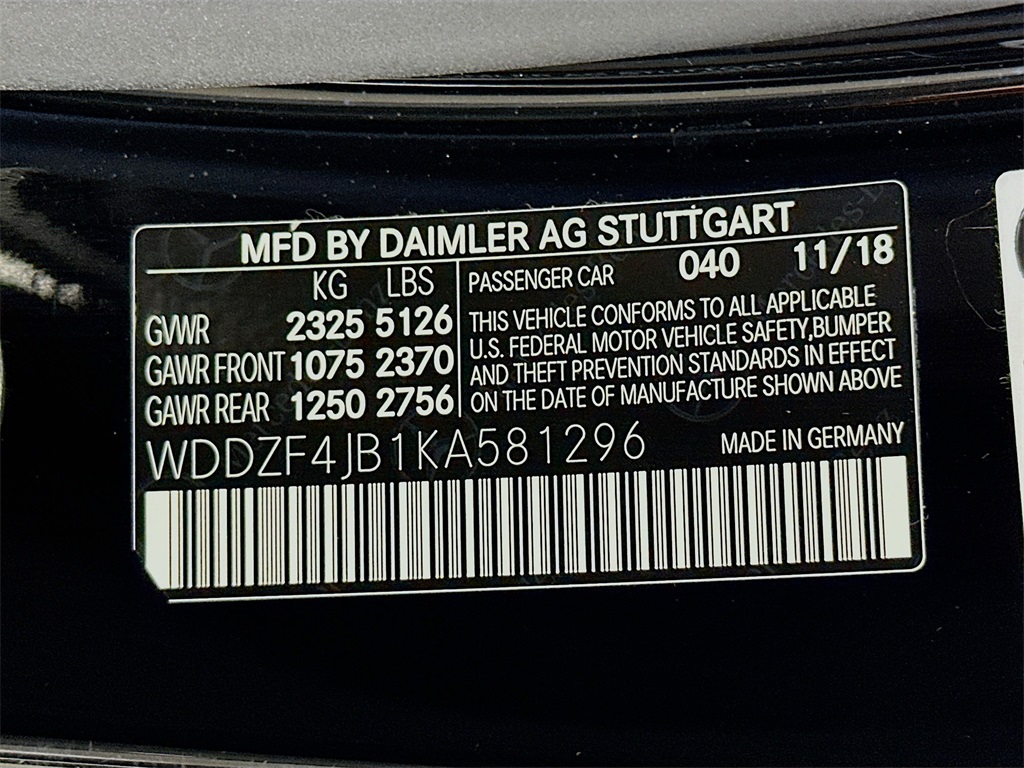 MFD BY DAIMLER AG STUTTGART
KG LBS
GVWR 2325 5126
GAWR FRONT 1075 2370
GAWR REAR 1250 2756
PASSENGER CAR 040 11/18
THIS VEHICLE CONFORMS TO ALL APPLICABLE
U.S. FEDERAL MOTOR VEHICLE SAFETY,BUMPER
AND THEFT PREVENTION STANDARDS IN EFFECT
ON THE DATE OF MANUFACTURE SHOWN ABOVE
WDDZF4JB1KA581296 MADE IN GERMANY